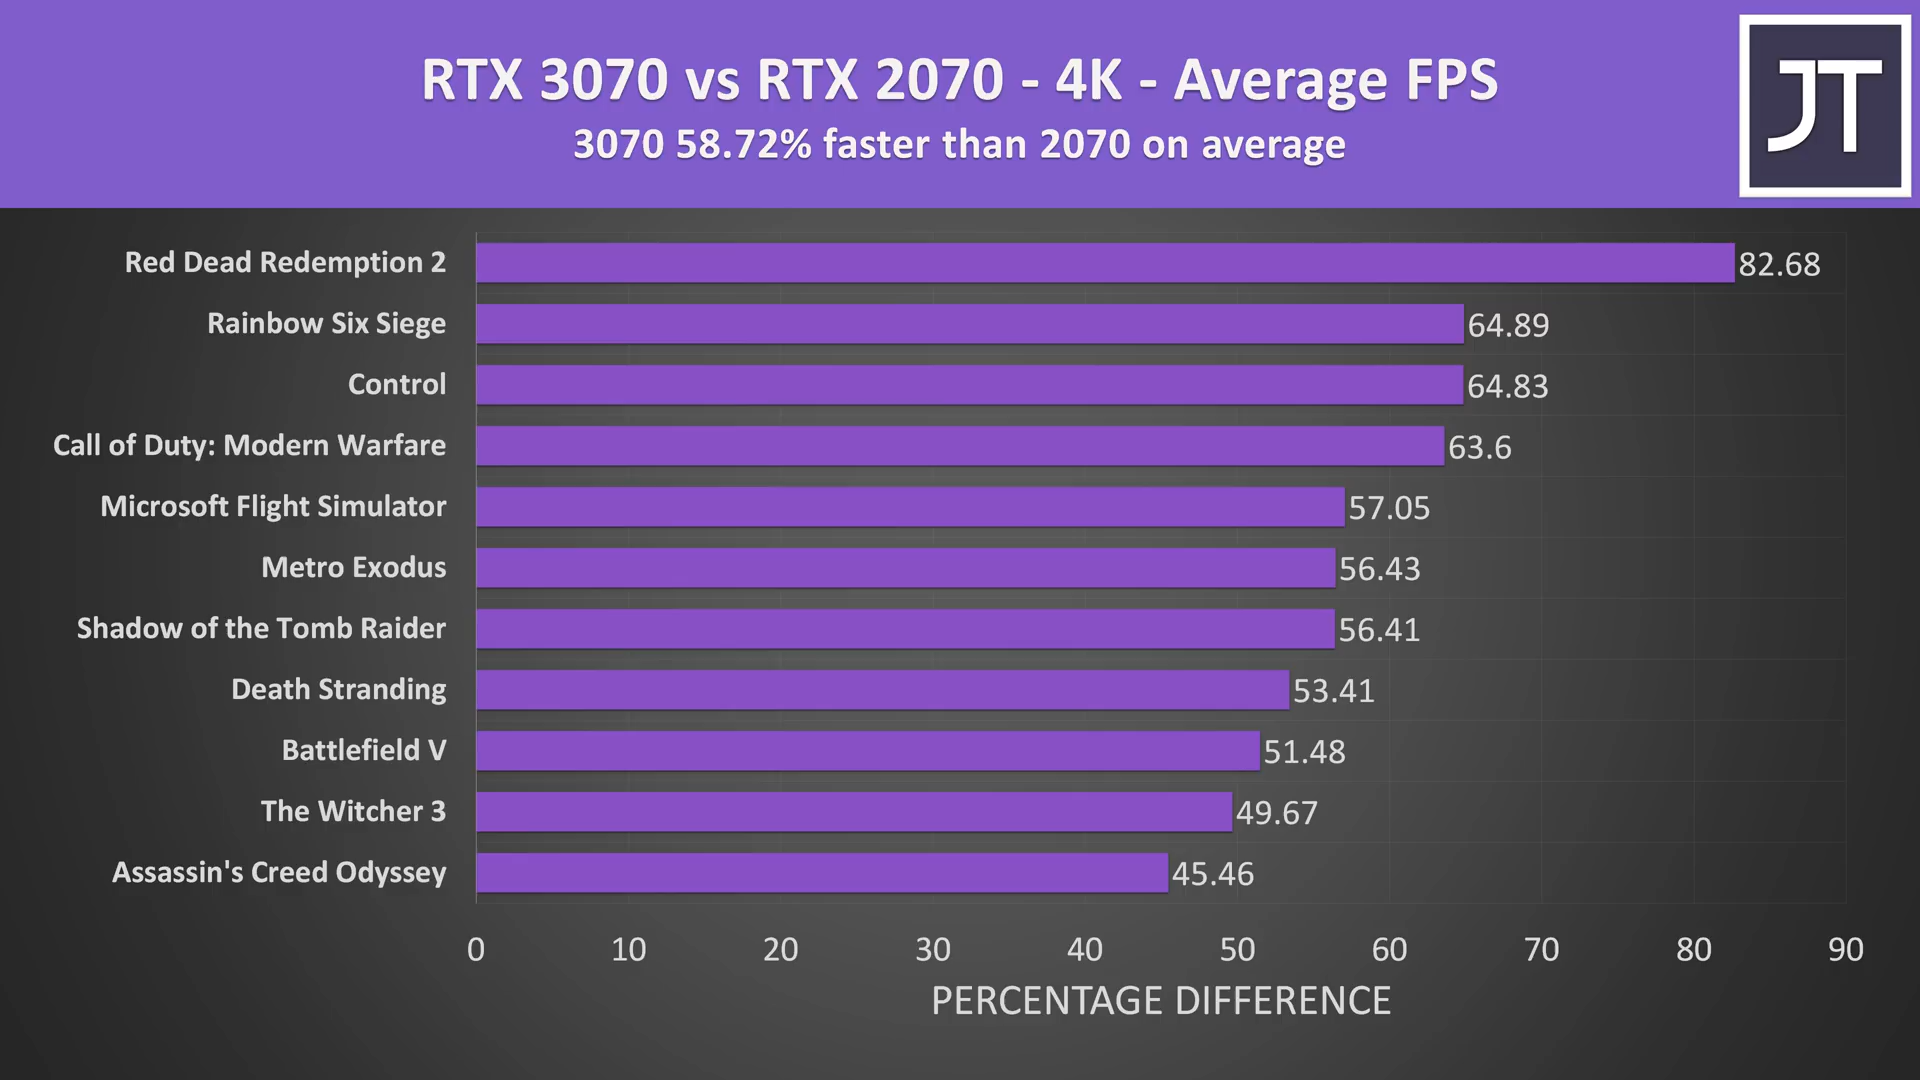 RTX 3070 vs RTX 2070 - 4K - Average FPS
3070 58.72% faster than 2070 on average
JT
Red Dead Redemption 2 82.68
Rainbow Six Siege 64.89
Control 64.83
Call of Duty: Modern Warfare 63.6
Microsoft Flight Simulator 57.05
Metro Exodus 56.43
Shadow of the Tomb Raider 56.41
Death Stranding 53.41
Battlefield V 51.48
The Witcher 3 49.67
Assassin's Creed Odyssey 45.46
0 10 20 30 40 50 60 70 80 90
PERCENTAGE DIFFERENCE